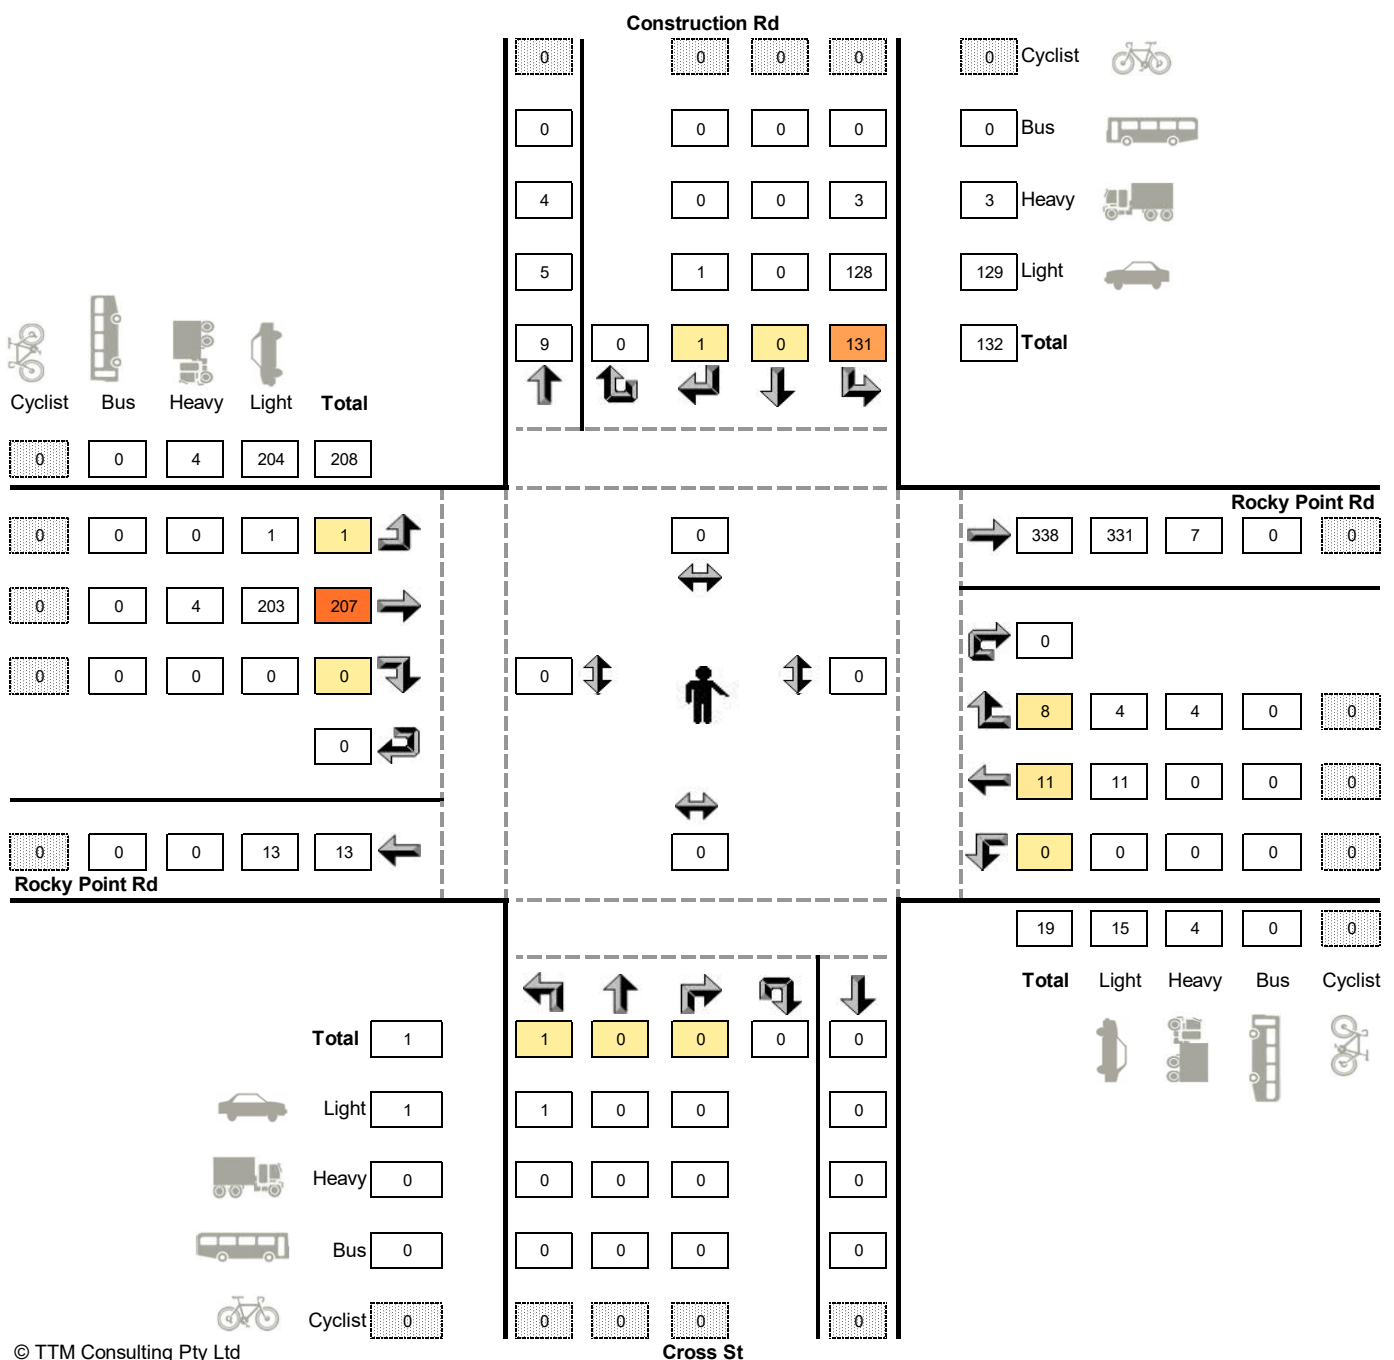 Construction Rd
0 0 0 0 0 Cyclist
0 0 0 0 0 Bus
4 0 0 3 3 Heavy
5 1 0 128 129 Light
9 0 1 0 131 132 Total
Cyclist Bus Heavy Light Total
0 0 4 204 208
Rocky Point Rd
0 0 0 1 1 0 338 331 7 0 0
0 0 4 203 207
0
0 0 0 0 0 0 0
8 4 4 0 0
0
11 11 0 0 0
0 0 0 13 13 0 0 0 0 0 0
Rocky Point Rd
19 15 4 0 0
Total Light Heavy Bus Cyclist
Total 1 1 0 0 0 0
Light 1 1 0 0 0
Heavy 0 0 0 0 0
Bus 0 0 0 0 0
Cyclist 0 0 0 0 0
© TTM Consulting Pty Ltd
Cross St